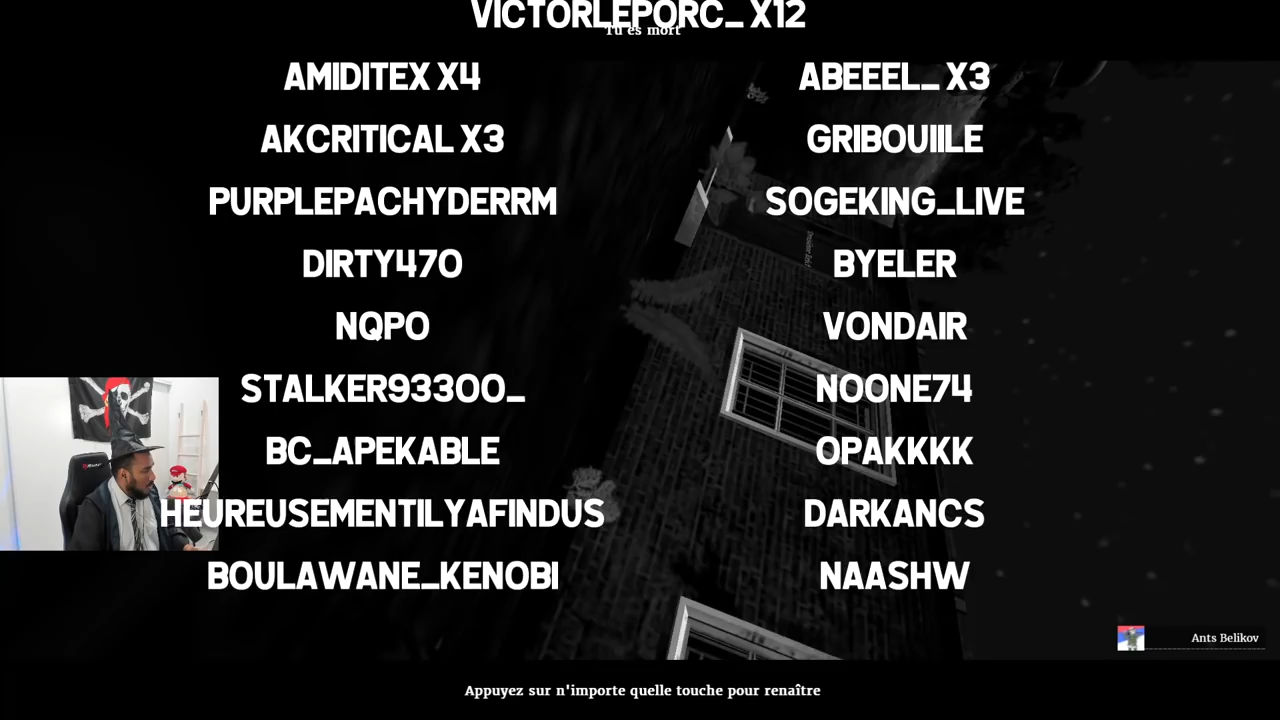 VICTORLEPORC_ X12
Tu es mort
AMIDITEX X4
ABEEEL_ X3
AKCRITICAL X3
GRIBOUIILE
PURPLEPACHYDERRM
SOGEKING_LIVE
DIRTY470
BYELER
NQPO
VONDAIR
STALKER93300_
NOONE74
BC_APEKABLE
OPAKKKK
HEUREUSEMENTILYAFINDUS
DARKANCS
BOULAWANE_KENOBI
NAASHW
Ants Belikov
Appuyez sur n'importe quelle touche pour renaître